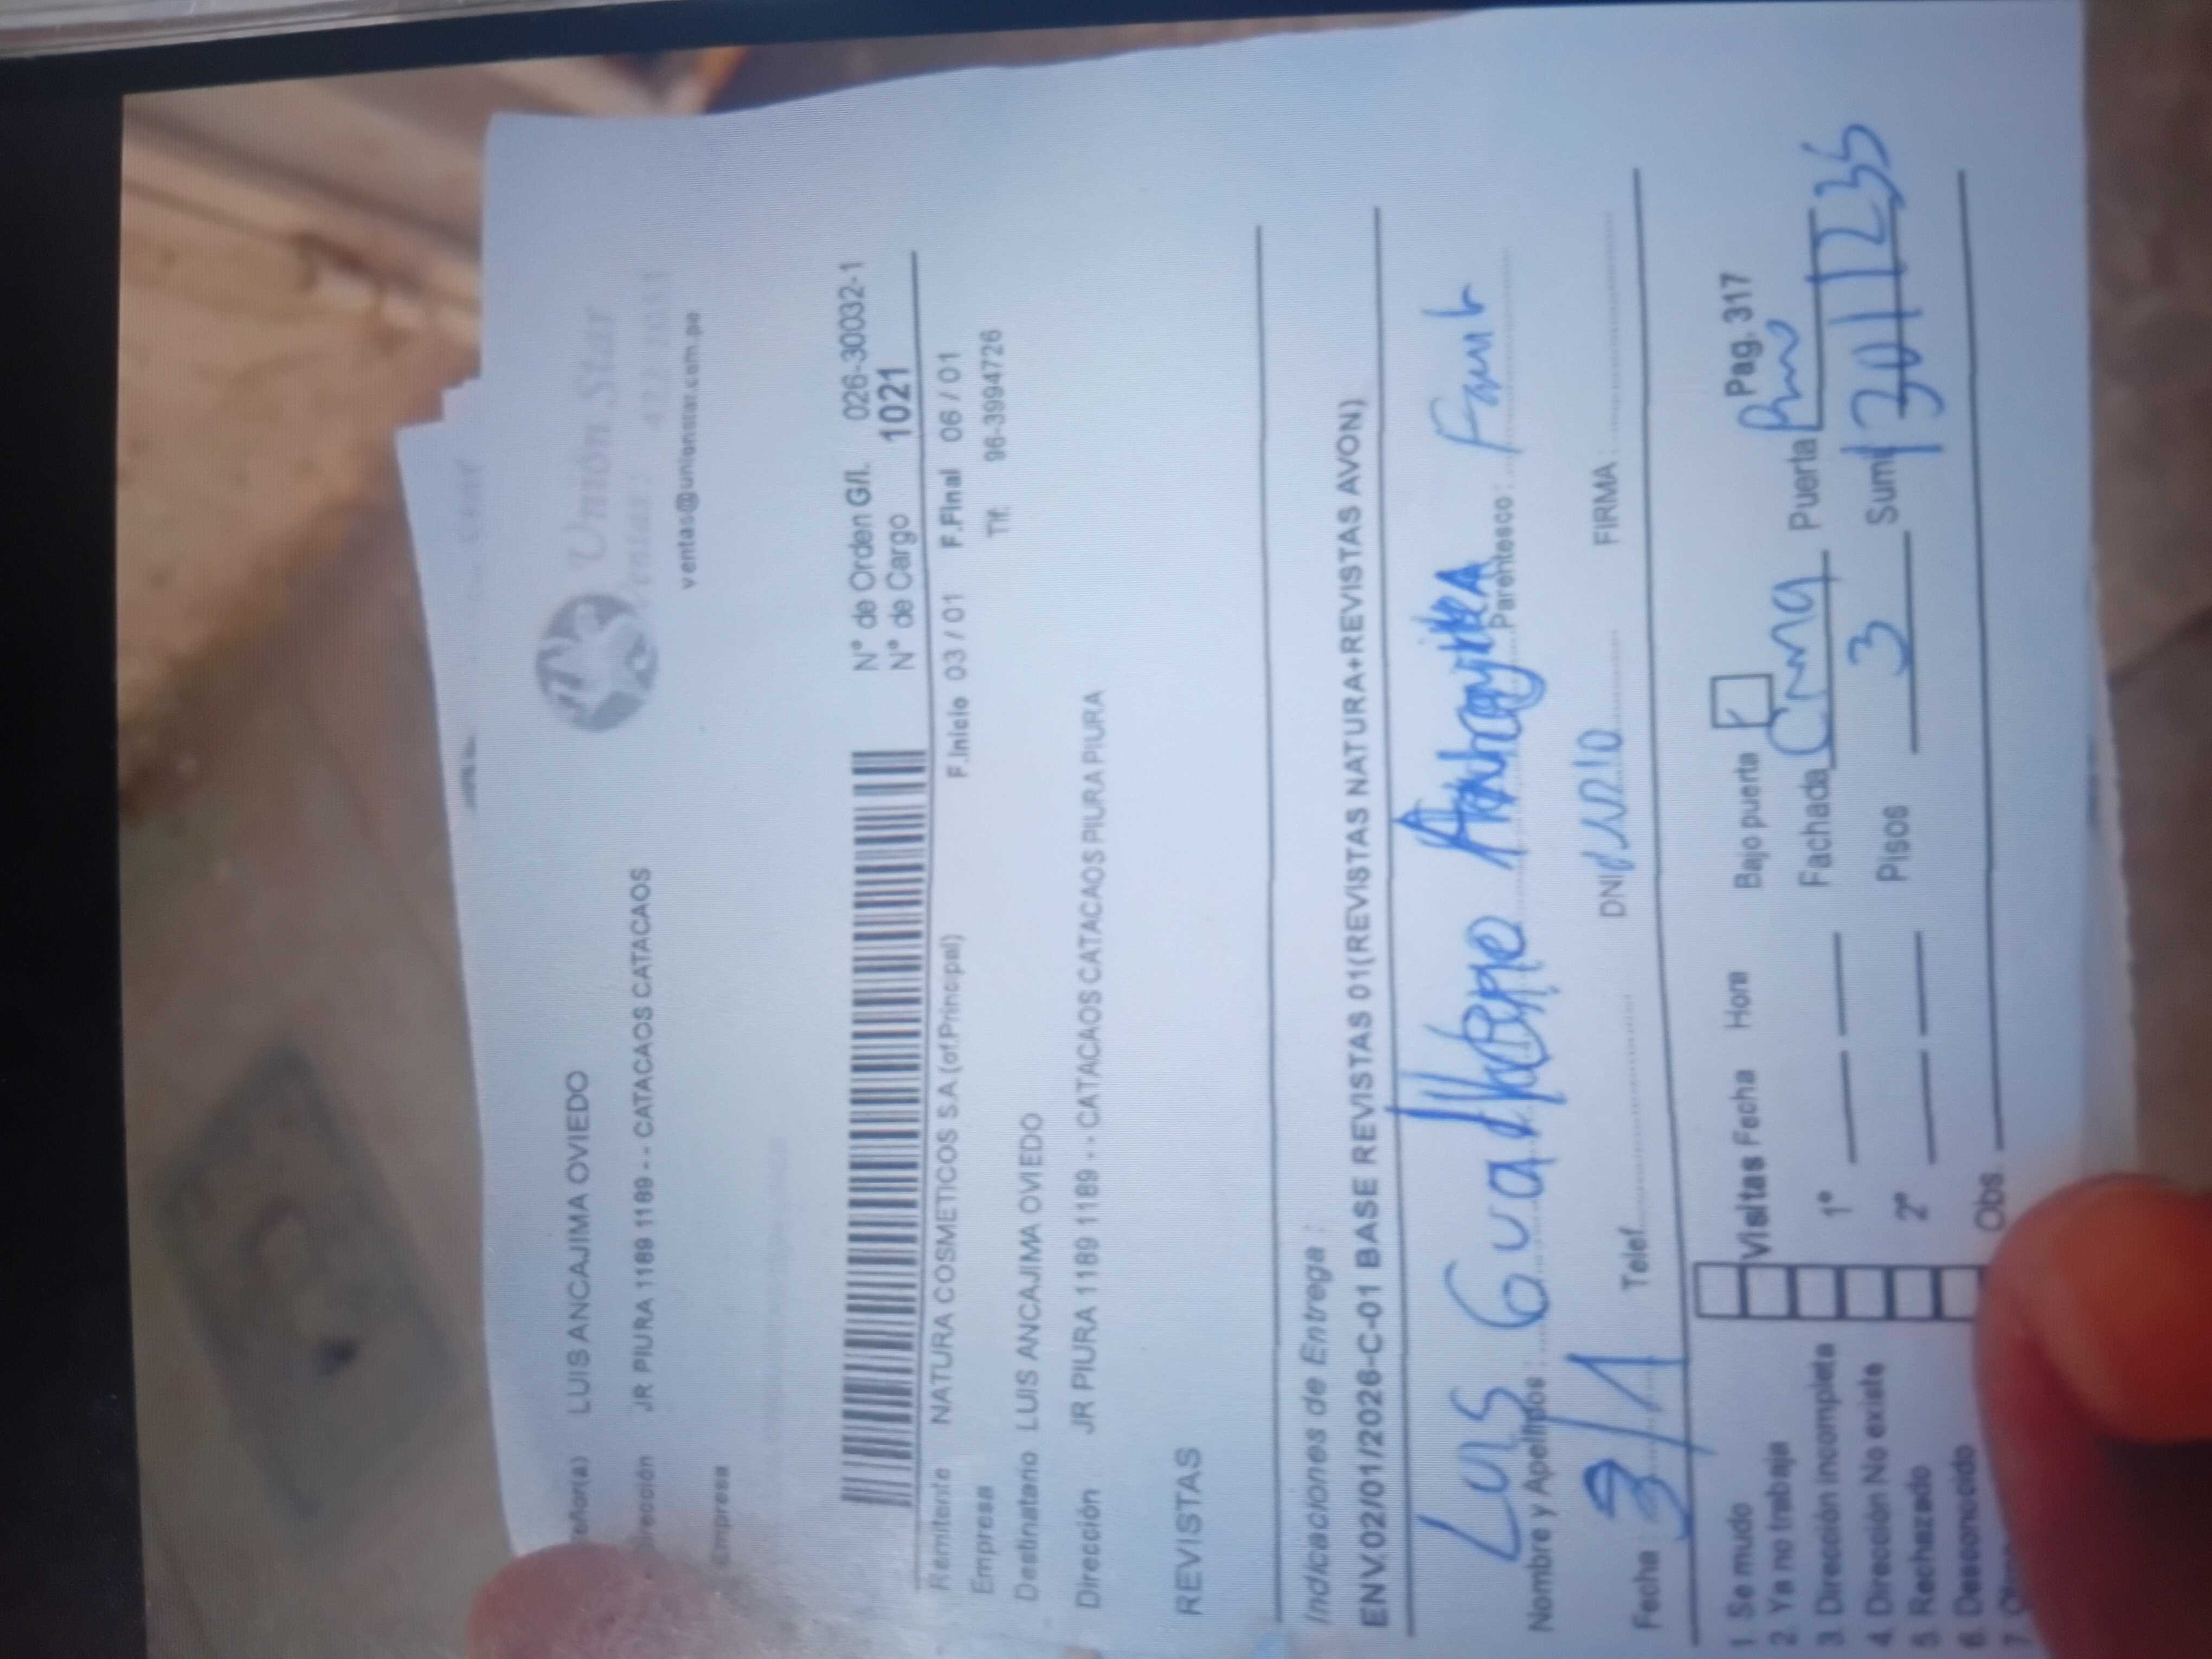 Señor(a) LUIS ANCAJIMA OVIEDO
Dirección JR PIURA 1189 1189 - - CATACAOS CATACAOS
Empresa
Unión Star
Ventas:
ventas@unionstar.com.pe
N° de Orden G/I. 026-30032-1
N° de Cargo 1021
Remitente NATURA COSMETICOS S.A (of.Principal) F.Inicio 03 / 01 F.Final 06 / 01
Empresa Tlf. 96-3994726
Destinatario LUIS ANCAJIMA OVIEDO
Dirección JR PIURA 1189 1189 - - CATACAOS CATACAOS PIURA PIURA
REVISTAS
Indicaciones de Entrega :
ENV.02/01/2026-C-01 BASE REVISTAS 01(REVISTAS NATURA+REVISTAS AVON)
Luis
Nombre y Apellidos : Parentesco :
Fecha 3/1 Telef. DNI FIRMA :
1. Se mudo
2. Ya no trabaja
3. Dirección incompleta
4. Dirección No existe
5. Rechazado
6. Desconocido
7.
Visitas Fecha Hora Bajo puerta Pag. 317
1° Fachada Puerta
2° Pisos 3 Sum
Obs.